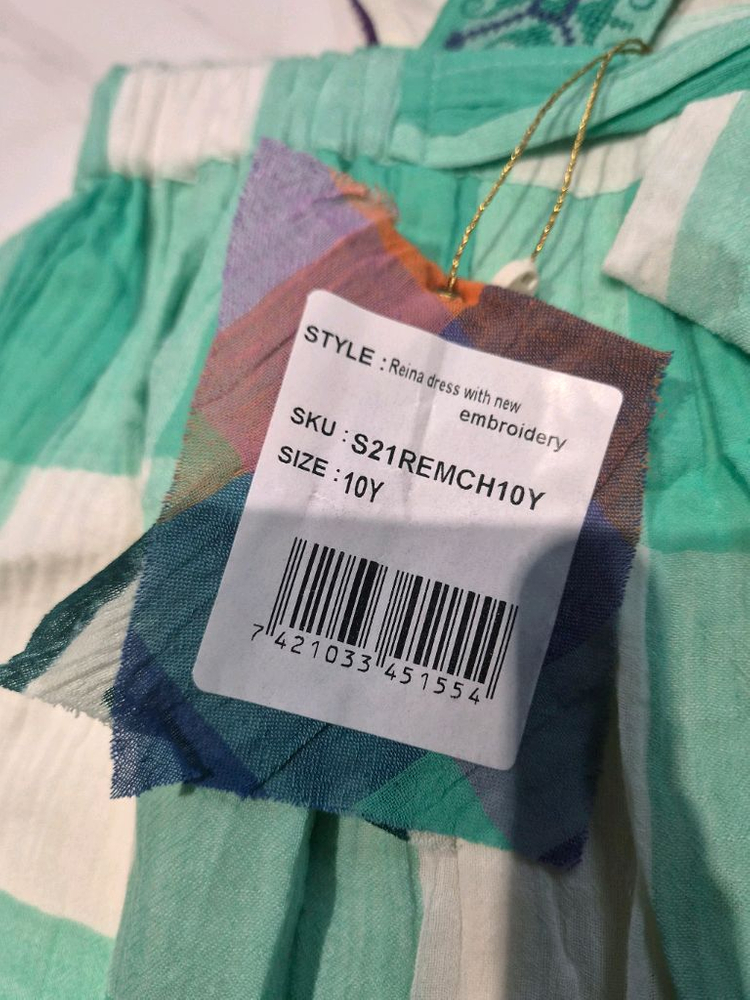 STYLE : Reina dress with new
embroidery
SKU : S21REMCH10Y
SIZE : 10Y
7 421033 451554